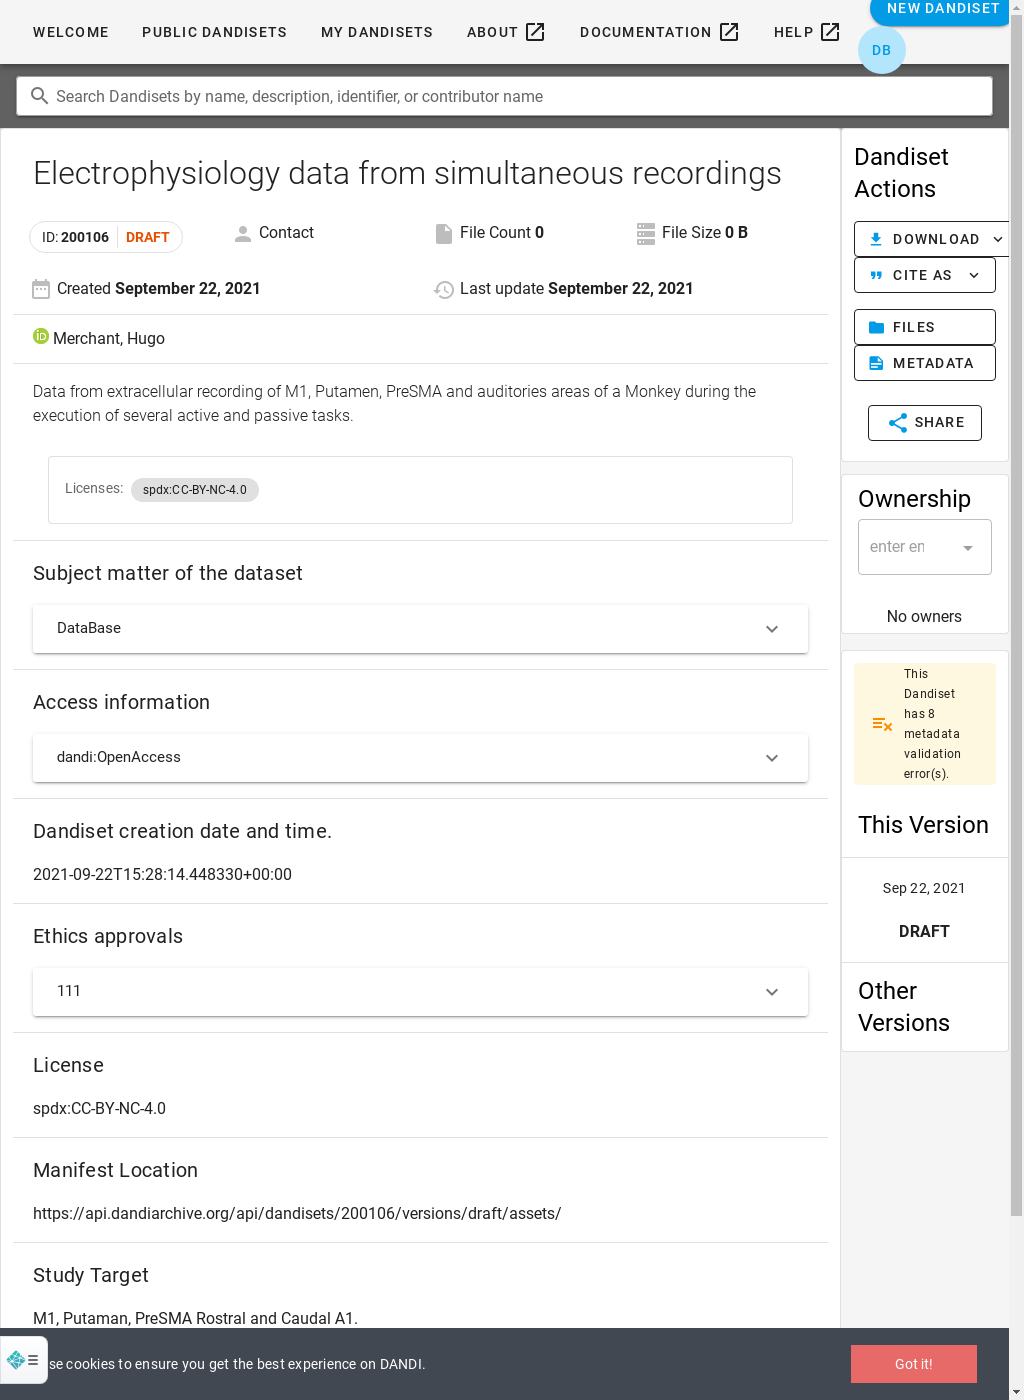 WELCOME PUBLIC DANDISETS MY DANDISETS ABOUT DOCUMENTATION HELP NEW DANDISET
DB
Search Dandisets by name, description, identifier, or contributor name
Electrophysiology data from simultaneous recordings
ID: 200106 DRAFT Contact File Count 0 File Size 0 B
Created September 22, 2021 Last update September 22, 2021
Merchant, Hugo
Data from extracellular recording of M1, Putamen, PreSMA and auditories areas of a Monkey during the
execution of several active and passive tasks.
Licenses: spdx:CC-BY-NC-4.0
Subject matter of the dataset
DataBase
Access information
dandi:OpenAccess
Dandiset creation date and time.
2021-09-22T15:28:14.448330+00:00
Ethics approvals
111
License
spdx:CC-BY-NC-4.0
Manifest Location
https://api.dandiarchive.org/api/dandisets/200106/versions/draft/assets/
Study Target
M1, Putaman, PreSMA Rostral and Caudal A1.
Dandiset
Actions
DOWNLOAD
CITE AS
FILES
METADATA
SHARE
Ownership
enter en
No owners
This
Dandiset
has 8
metadata
validation
error(s).
This Version
Sep 22, 2021
DRAFT
Other
Versions
se cookies to ensure you get the best experience on DANDI.
Got it!